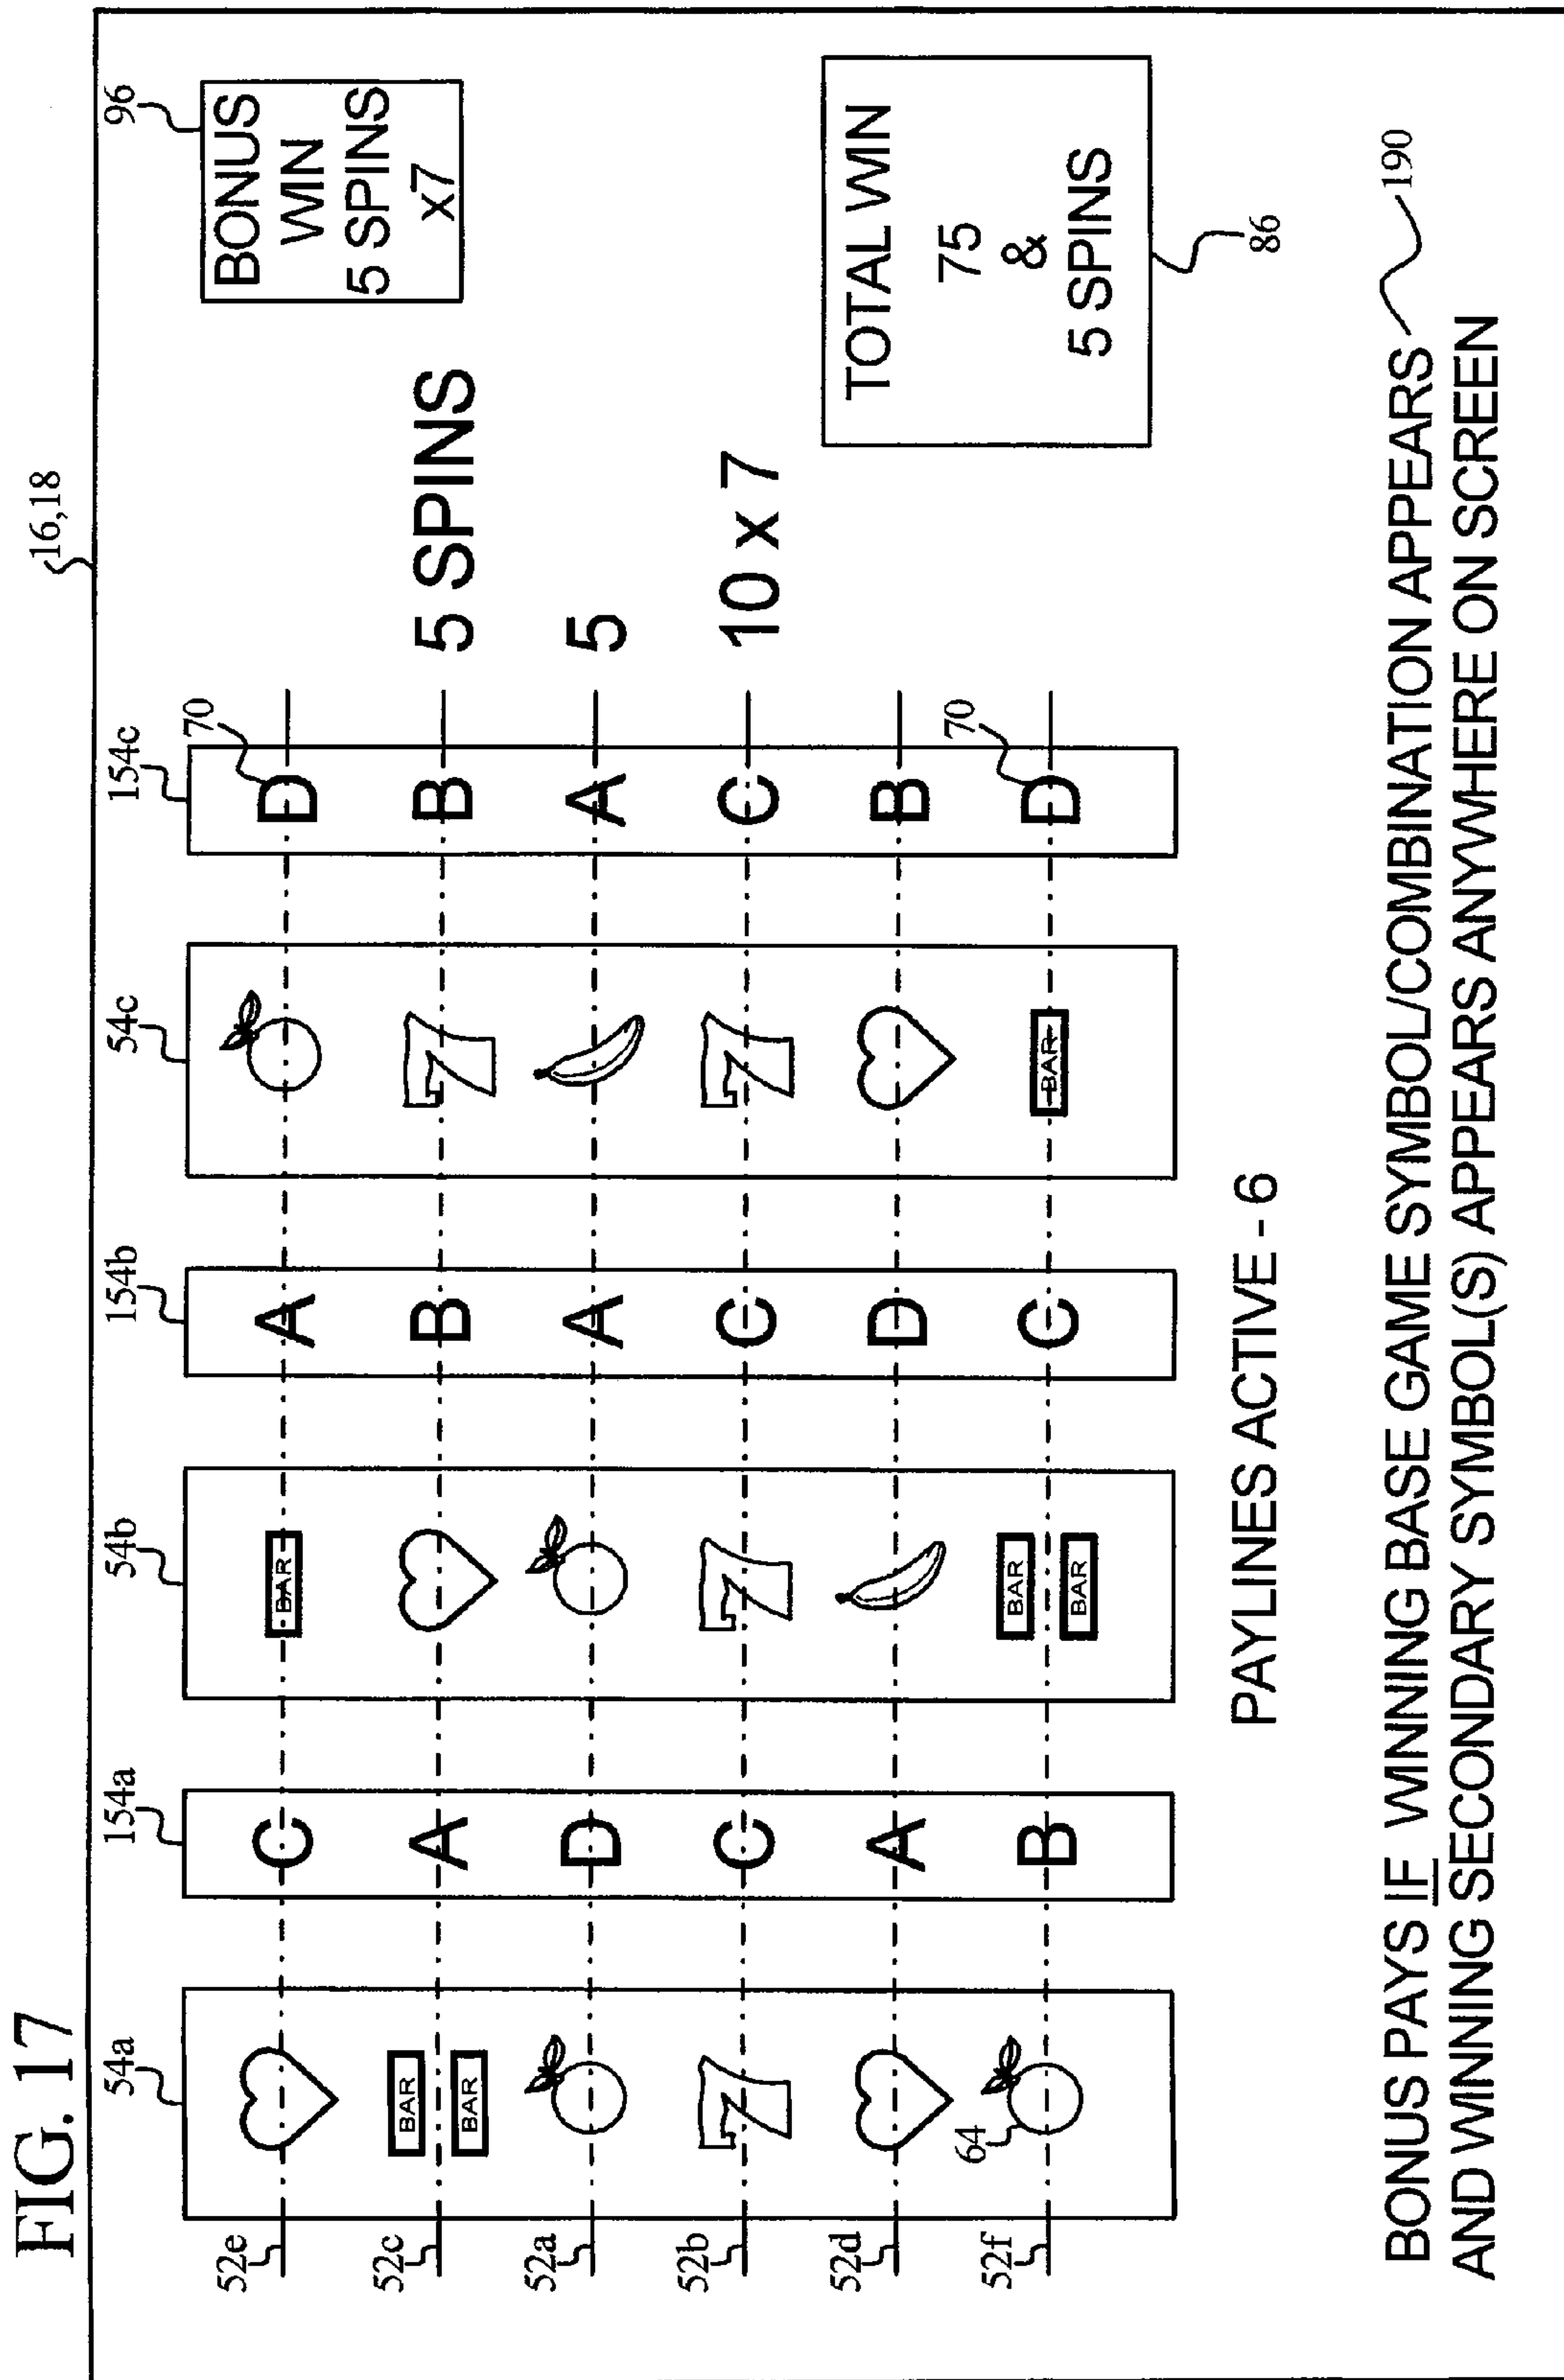 FIG. 17
16,18
54a
154a
54b
154b
54c
154c
96
52e
C
BAR
A
D
70
BONUS
WIN
5 SPINS
x7
52c
BAR
BAR
A
B
B
5 SPINS
52a
D
A
A
5
52b
C
C
C
10 x 7
52d
A
D
B
52f
64
B
BAR
BAR
C
BAR
D
70
TOTAL WIN
75
&
5 SPINS
86
PAYLINES ACTIVE - 6
BONUS PAYS IF WINNING BASE GAME SYMBOL/COMBINATION APPEARS
190
AND WINNING SECONDARY SYMBOL(S) APPEARS ANYWHERE ON SCREEN